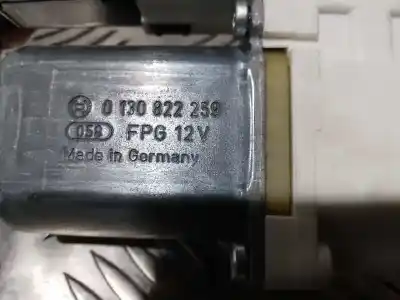 0 130 822 259
058 FPG 12V
Made in Germany